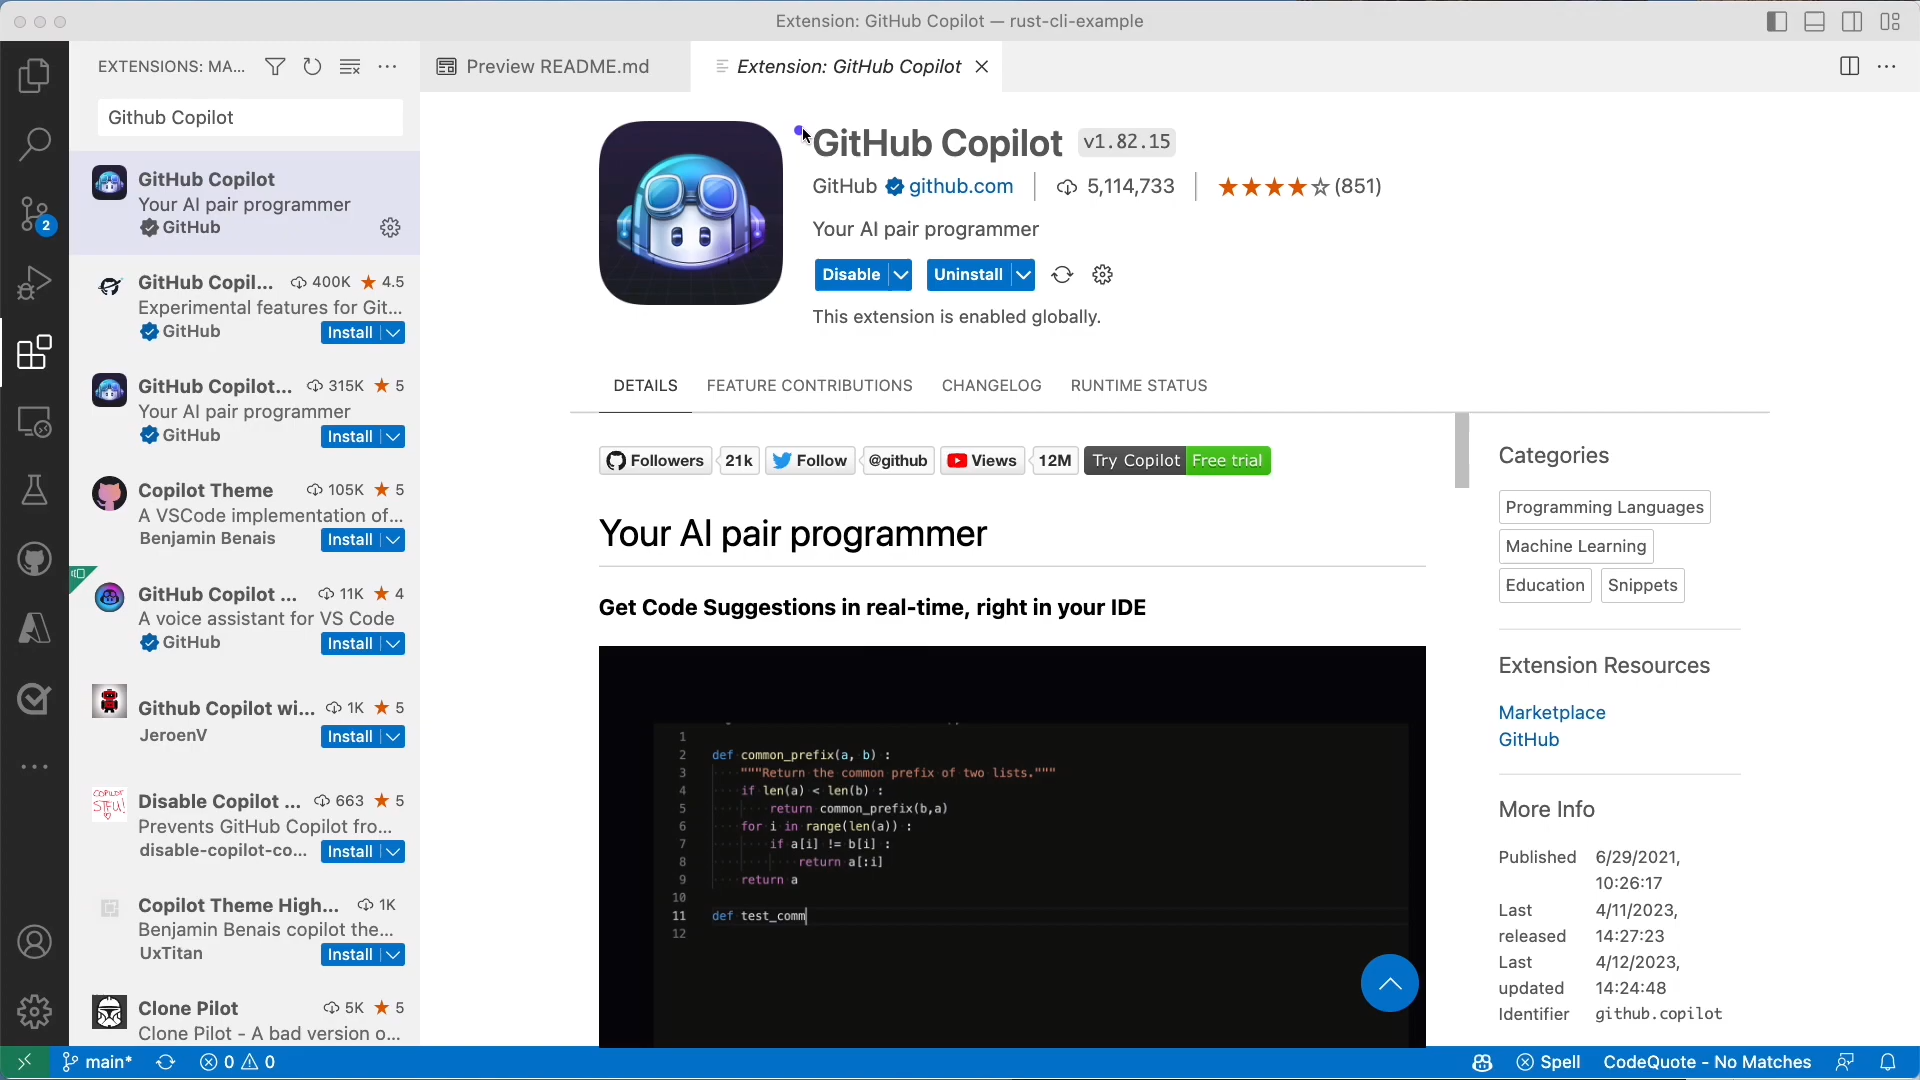 Extension: GitHub Copilot — rust-cli-example
EXTENSIONS: MA...
Preview README.md
Extension: GitHub Copilot
Github Copilot
GitHub Copilot
Your AI pair programmer
GitHub
GitHub Copil... 400K 4.5
Experimental features for Git...
GitHub Install
GitHub Copilot... 315K 5
Your AI pair programmer
GitHub Install
Copilot Theme 105K 5
A VSCode implementation of...
Benjamin Benais Install
GitHub Copilot ... 11K 4
A voice assistant for VS Code
GitHub Install
Github Copilot wi... 1K 5
JeroenV Install
COPILOT
STFU!
Disable Copilot ... 663 5
Prevents GitHub Copilot fro...
disable-copilot-co... Install
Copilot Theme High... 1K
Benjamin Benais copilot the...
UxTitan Install
Clone Pilot 5K 5
Clone Pilot - A bad version o...
2
GitHub Copilot v1.82.15
GitHub github.com 5,114,733 (851)
Your AI pair programmer
Disable Uninstall
This extension is enabled globally.
DETAILS FEATURE CONTRIBUTIONS CHANGELOG RUNTIME STATUS
Followers 21k Follow @github Views 12M Try Copilot Free trial
Your AI pair programmer
Get Code Suggestions in real-time, right in your IDE
1
2 def common_prefix(a, b) :
3 """Return the common prefix of two lists."""
4 if len(a) < len(b) :
5 return common_prefix(b,a)
6 for i in range(len(a)) :
7 if a[i] != b[i] :
8 return a[:i]
9 return a
10
11 def test_comm
12
Categories
Programming Languages
Machine Learning
Education Snippets
Extension Resources
Marketplace
GitHub
More Info
Published 6/29/2021,
10:26:17
Last 4/11/2023,
released 14:27:23
Last 4/12/2023,
updated 14:24:48
Identifier github.copilot
main* 0 0
Spell CodeQuote - No Matches